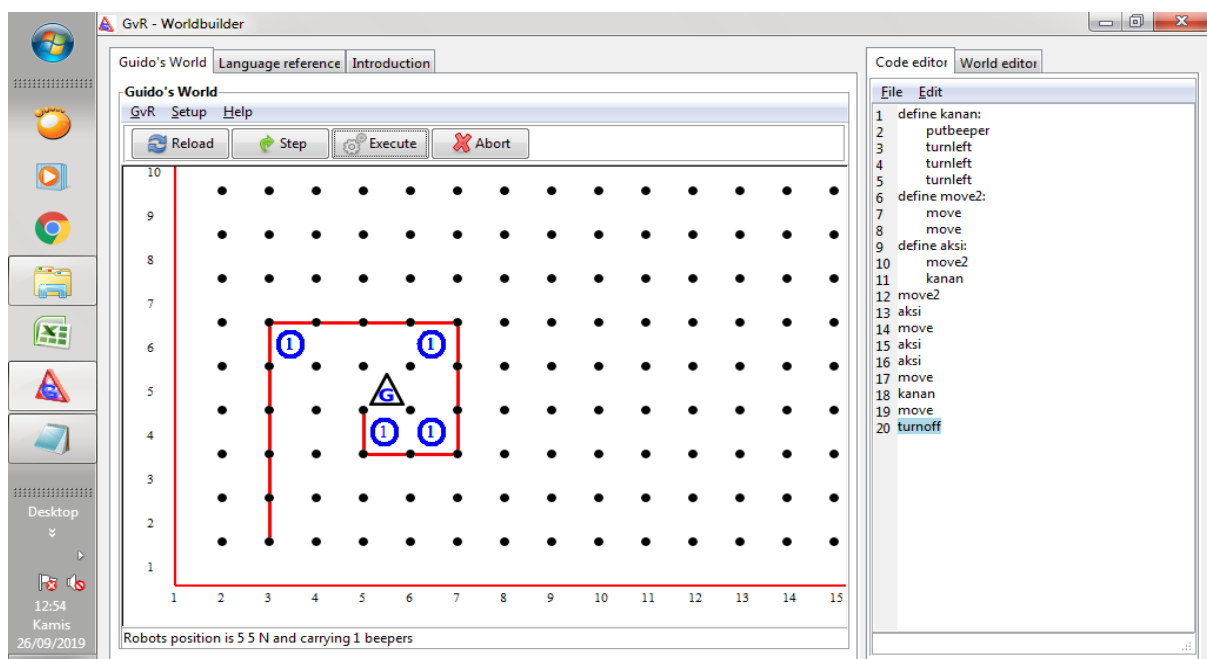 GvR - Worldbuilder
Guido's World Language reference Introduction
Guido's World
GvR Setup Help
Reload Step Execute Abort
10
9
8
7
6
5
4
3
2
1
1 1
G
1 1
1 2 3 4 5 6 7 8 9 10 11 12 13 14 15
Robots position is 5 5 N and carrying 1 beepers
Code editor World editor
File Edit
1 define kanan:
2 putbeeper
3 turnleft
4 turnleft
5 turnleft
6 define move2:
7 move
8 move
9 define aksi:
10 move2
11 kanan
12 move2
13 aksi
14 move
15 aksi
16 aksi
17 move
18 kanan
19 move
20 turnoff
Desktop
12:54
Kamis
26/09/2019